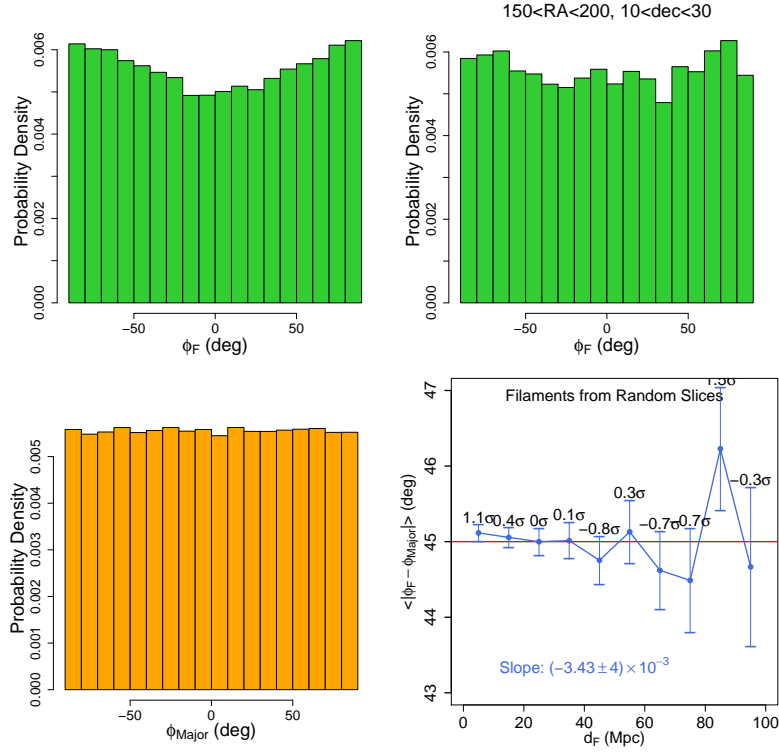 150<RA<200, 10<dec<30
Probability Density
0.000
0.002
0.004
0.006
−50
0
50
ϕF (deg)
Probability Density
0.000
0.002
0.004
0.006
−50
0
50
ϕF (deg)
Probability Density
0.000
0.001
0.002
0.003
0.004
0.005
−50
0
50
ϕMajor (deg)
Filaments from Random Slices
<|ϕF − ϕMajor|> (deg)
43
44
45
46
47
1.1σ
0.4σ
0σ
0.1σ
−0.8σ
0.3σ
−0.7σ
−0.7σ
1.5σ
−0.3σ
Slope: (−3.43 ± 4) × 10−3
0
20
40
60
80
100
dF (Mpc)